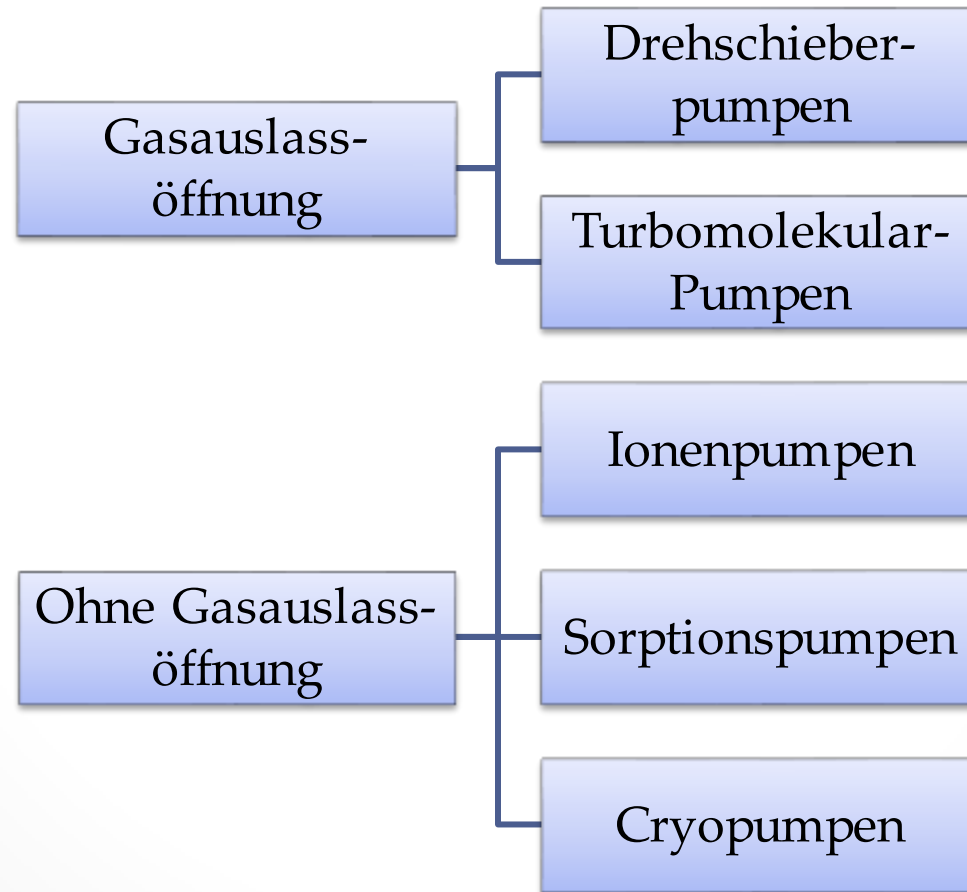 Gasauslass-
öffnung
Drehschieber-
pumpen
Turbomolekular-
Pumpen
Ohne Gasauslass-
öffnung
Ionenpumpen
Sorptionspumpen
Cryopumpen